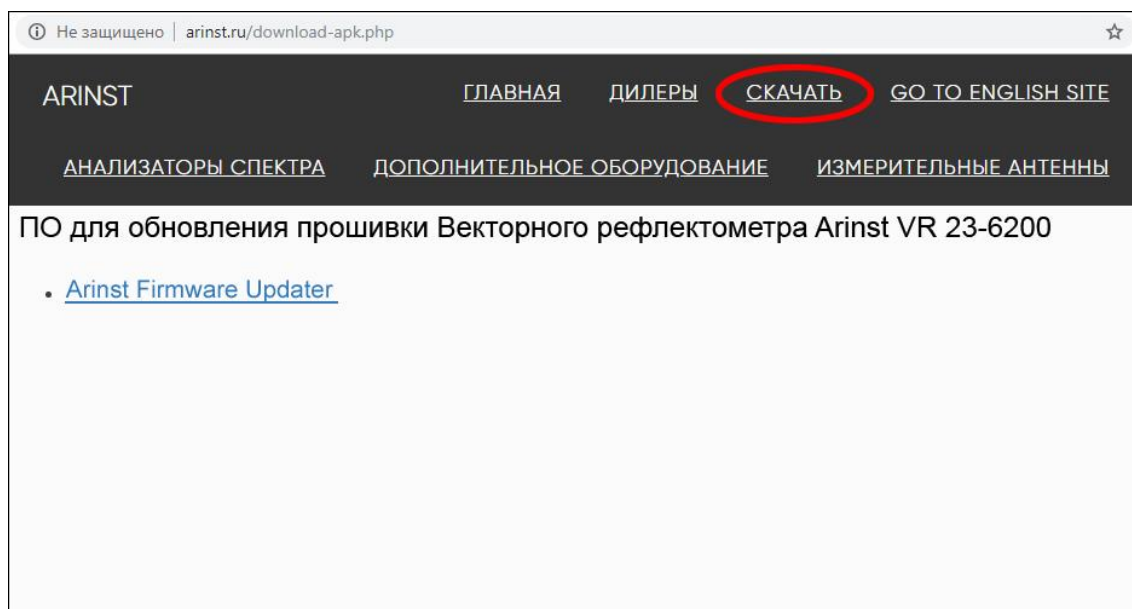 Не защищено | arinst.ru/download-apk.php
ARINST ГЛАВНАЯ ДИЛЕРЫ СКАЧАТЬ GO TO ENGLISH SITE
АНАЛИЗАТОРЫ СПЕКТРА ДОПОЛНИТЕЛЬНОЕ ОБОРУДОВАНИЕ ИЗМЕРИТЕЛЬНЫЕ АНТЕННЫ
ПО для обновления прошивки Векторного рефлектометра Arinst VR 23-6200
• Arinst Firmware Updater